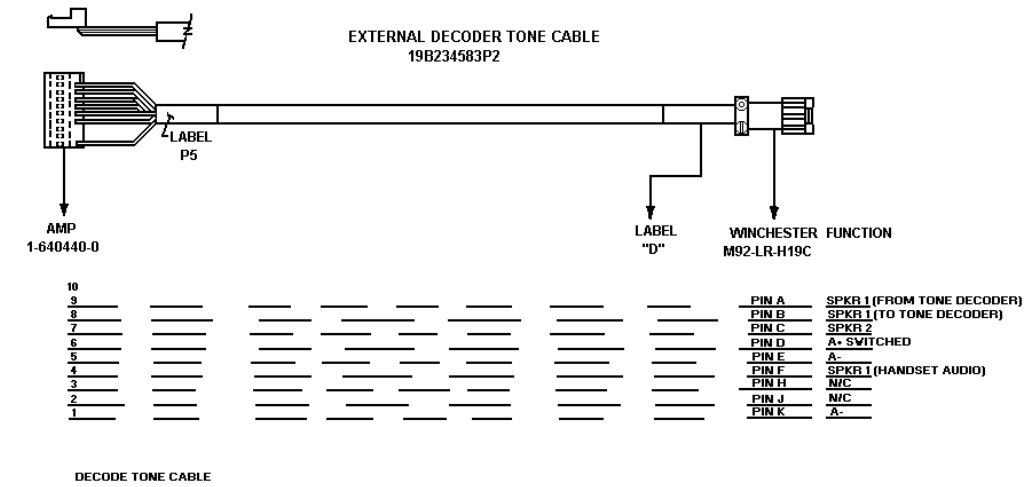 EXTERNAL DECODER TONE CABLE
19B234583P2
LABEL
P5
AMP
1-640440-0
LABEL
"D"
WINCHESTER FUNCTION
M92-LR-H19C
10
9 PIN A SPKR 1 (FROM TONE DECODER)
8 PIN B SPKR 1 (TO TONE DECODER)
7 PIN C SPKR 2
6 PIN D A+ SWITCHED
5 PIN E A-
4 PIN F SPKR 1 (HANDSET AUDIO)
3 PIN H N/C
2 PIN J N/C
1 PIN K A-
DECODE TONE CABLE